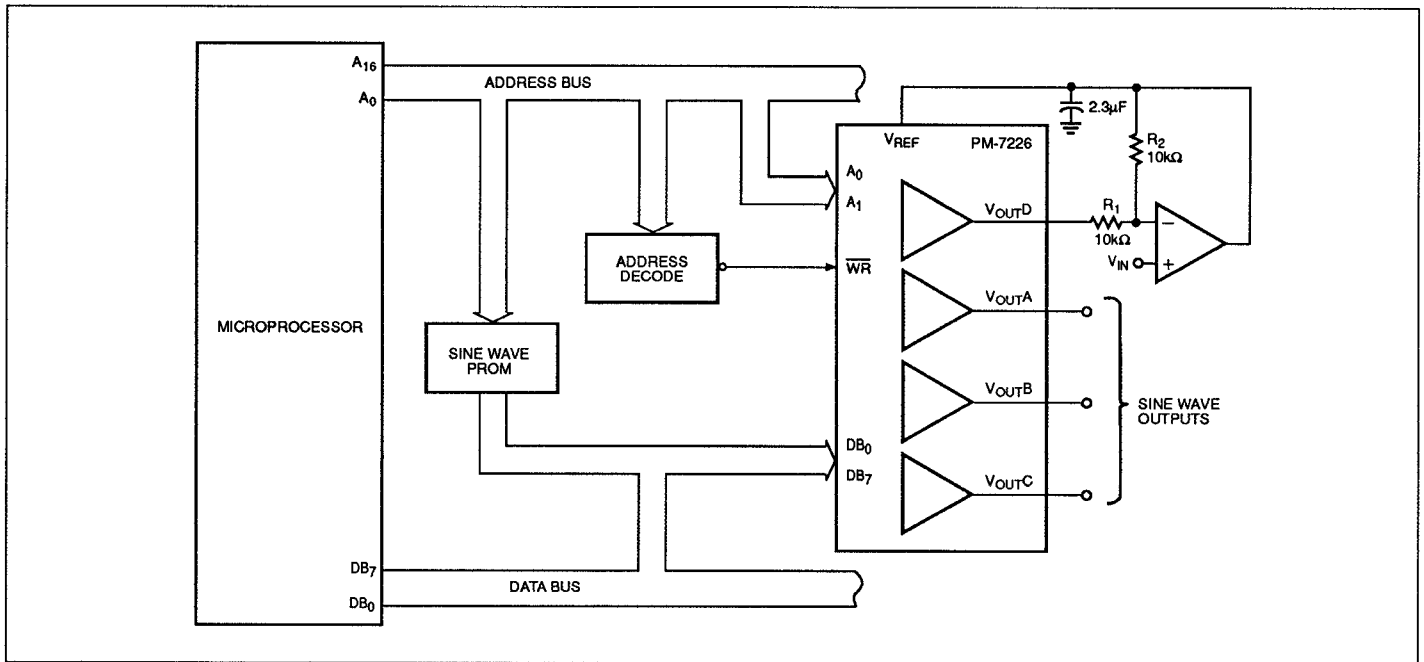 A16
ADDRESS BUS
A0
2.3µF
VREF
PM-7226
R2
10kΩ
A0
A1
VOUTD
R1
10kΩ
−
VIN
+
ADDRESS
DECODE
WR
VOUTA
MICROPROCESSOR
SINE WAVE
PROM
VOUTB
SINE WAVE
OUTPUTS
DB0
DB7
VOUTC
DB7
DATA BUS
DB0